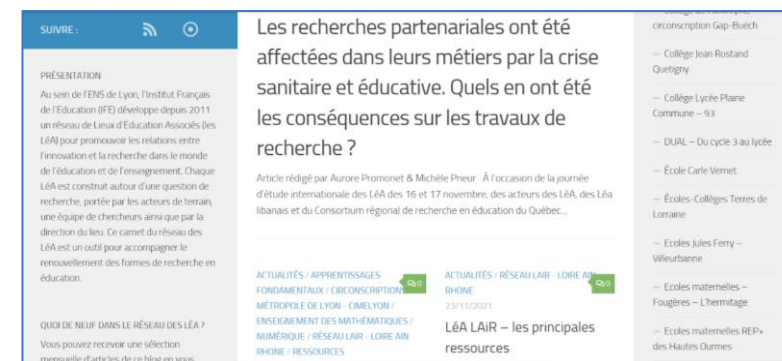 SUIVRE :
PRÉSENTATION
Au sein de l'ENS de Lyon, l'Institut Français
de l'Education (IFE) développe depuis 2011
un réseau de Lieux d'Education Associés (les
LéA) pour promouvoir les relations entre
l'innovation et la recherche dans le monde
de l'éducation et de l'enseignement. Chaque
LéA est construit autour d'une question de
recherche, portée par les acteurs de terrain,
une équipe de chercheurs ainsi que par la
direction du lieu. Ce carnet du réseau des
LéA est un outil pour accompagner le
renouvellement des formes de recherche en
éducation.
QUOI DE NEUF DANS LE RÉSEAU DES LÉA ?
Vous pouvez recevoir une sélection
mensuelle d'articles de ce blog en vous
Les recherches partenariales ont été
affectées dans leurs métiers par la crise
sanitaire et éducative. Quels en ont été
les conséquences sur les travaux de
recherche ?
Article rédigé par Aurore Promonet & Michèle Prieur À l'occasion de la journée
d'étude internationale des LéA des 16 et 17 novembre, des acteurs des LéA, des Léa
libanais et du Consortium régional de recherche en éducation du Québec...
ACTUALITÉS / APPRENTISSAGES
FONDAMENTAUX / CIRCONSCRIPTION
MÉTROPOLE DE LYON - CIMELYON /
ENSEIGNEMENT DES MATHÉMATIQUES /
NUMÉRIQUE / RÉSEAU LAIR - LOIRE AIN
RHONE / RESSOURCES
0
ACTUALITÉS / RÉSEAU LAIR - LOIRE AIN
RHONE
0
23/11/2021
LéA LAiR – les principales
ressources
circonscription Gap-Buëch
— Collège Jean Rostand
Quetigny
— Collège Lycée Plaine
Commune – 93
— DUAL – Du cycle 3 au lycée
— École Carle Vernet
— Écoles-Collèges Terres de
Lorraine
— Ecoles Jules Ferry –
Villeurbanne
— Ecoles maternelles –
Fougères – L'hermitage
— Ecoles maternelles REP+
des Hautes Ourmes